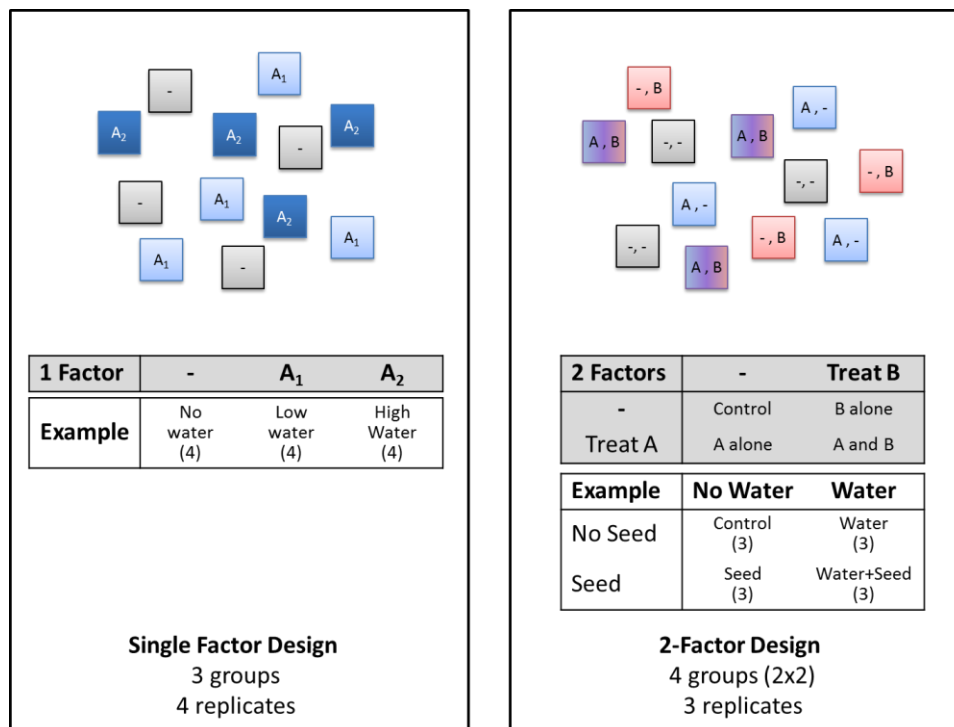 A₁
-
A₂
A₂
A₂
-
-
A₁
A₂
A₁
A₁
-
1 Factor - A₁ A₂
Example No Low High
water water Water
(4) (4) (4)
Single Factor Design
3 groups
4 replicates
- , B
A , -
A , B
-,-
A , B
-,-
- , B
A , -
-,-
-, B
A , -
A , B
2 Factors - Treat B
- Control B alone
Treat A A alone A and B
Example No Water Water
No Seed Control Water
(3) (3)
Seed Seed Water+Seed
(3) (3)
2-Factor Design
4 groups (2x2)
3 replicates